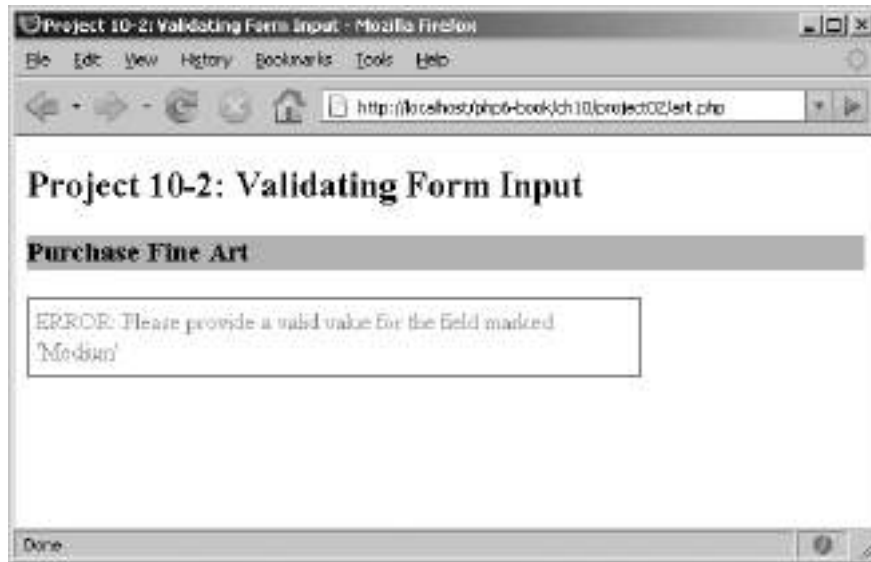 Project 10-2: Validating Form Input - Mozilla Firefox
File Edit View History Bookmarks Tools Help
http://localhost/php6-book/ch10/project02/art.php
Project 10-2: Validating Form Input
Purchase Fine Art
ERROR: Please provide a valid value for the field marked
'Medium'
Done